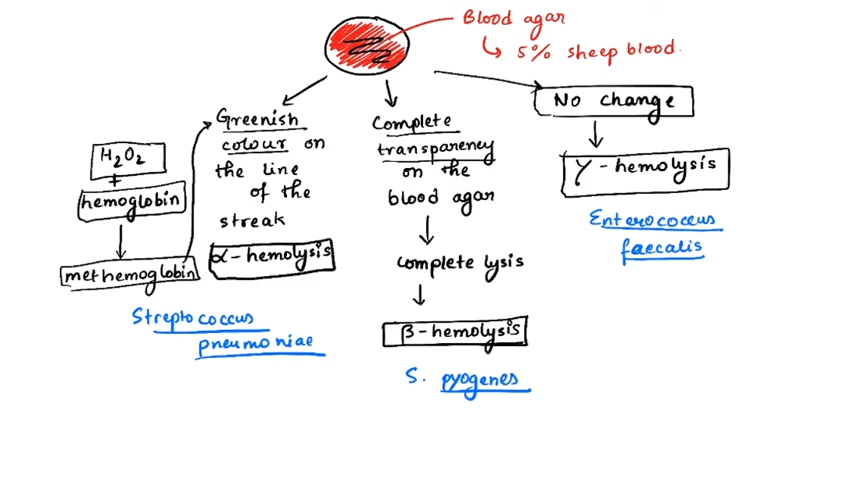 Blood agar
↳ 5% sheep blood.
Greenish
colour on
the line
of the
streak
α-hemolysis
H2O2
+
hemoglobin
methemoglobin
Streptococcus
pneumoniae
Complete
transparency
on the
blood agar
complete lysis
β-hemolysis
S. pyogenes
No change
γ-hemolysis
Enterococcus
faecalis